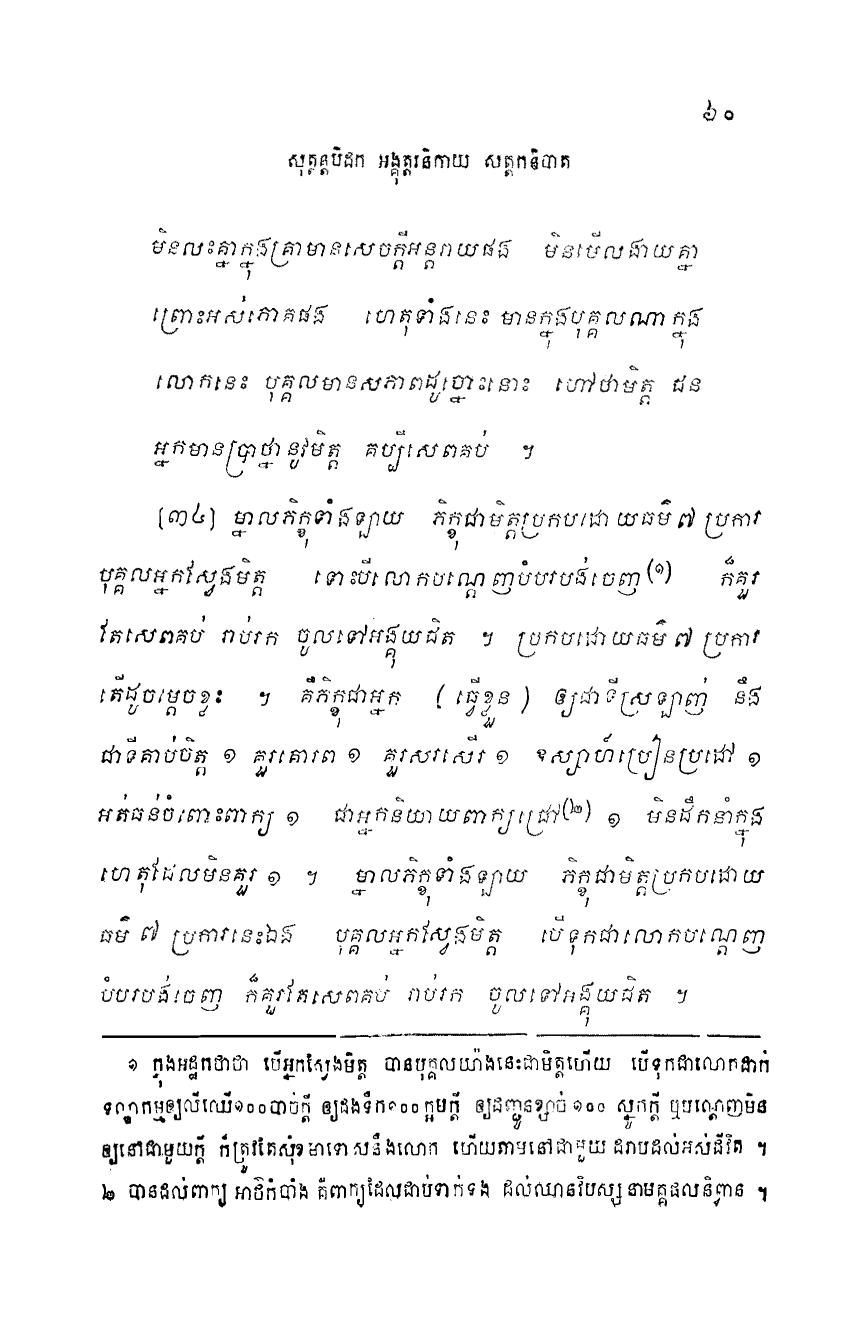 ៦០
សុត្តន្តបិដក អង្គុត្តរនិកាយ សត្តកនិបាត
មិនលះគ្នាក្នុងគ្រាមានសេចក្តីអន្តរាយផង មិនមើលងាយគ្នា
ព្រោះអស់ភោគផង ហេតុទាំងនេះ មានក្នុងបុគ្គលណាក្នុង
លោកនេះ បុគ្គលមានសភាពដូច្នោះនោះ ហៅថាមិត្ត ជន
អ្នកមានប្រាថ្នានូវមិត្ត គប្បីសេពគប់ ។
[៣៤] ម្នាលភិក្ខុទាំងឡាយ ភិក្ខុជាមិត្តប្រកបដោយធម៌ ៧ ប្រការ
បុគ្គលអ្នកស្វែងមិត្ត ទោះបីលោកបណ្តេញបំបរបង់ចេញ (១) ក៏គួរ
តែសេពគប់ រាប់រក ចូលទៅអង្គុយជិត ។ ប្រកបដោយធម៌ ៧ ប្រការ
តើដូចម្តេចខ្លះ ។ គឺភិក្ខុជាអ្នក (ធ្វើខ្លួន) ឲ្យជាទីស្រឡាញ់ នឹង
ជាទីគាប់ចិត្ត ១ គួរគោរព ១ គួរសរសើរ ១ ឧស្សាហ៍ប្រៀនប្រដៅ ១
អត់ធន់ចំពោះពាក្យ ១ ជាអ្នកនិយាយពាក្យជ្រៅ(២) ១ មិនដឹកនាំក្នុង
ហេតុដែលមិនគួរ ១ ។ ម្នាលភិក្ខុទាំងឡាយ ភិក្ខុជាមិត្តប្រកបដោយ
ធម៌ ៧ ប្រការនេះឯង បុគ្គលអ្នកស្វែងមិត្ត បើទុកជាលោកបណ្តេញ
បំបរបង់ចេញ ក៏គួរតែសេពគប់ រាប់រក ចូលទៅអង្គុយជិត ។
១ ក្នុងអដ្ឋកថាថា បើអ្នកស្វែងមិត្ត បានបុគ្គលយ៉ាងនេះជាមិត្តហើយ បើទុកជាលោកដាក់
ទណ្ឌកម្មឲ្យលីឈើ១០០បាច់ក្តី ឲ្យដងទឹក១០០ក្អមក្តី ឲ្យដញ្ជូនខ្សាច់ ១០០ ស្នូកក្តី ឬបណ្តេញមិន
ឲ្យនៅជាមួយក្តី ក៏ត្រូវតែសុំខមាទោសនឹងលោក ហើយតាមនៅជាមួយ ដរាបដល់អស់ជីវិត ។
២ បានដល់ពាក្យ អាថ៌កំបាំង គឺពាក្យដែលជាប់ទាក់ទង ដល់ឈានវិបស្សនាមគ្គផលនិព្វាន ។